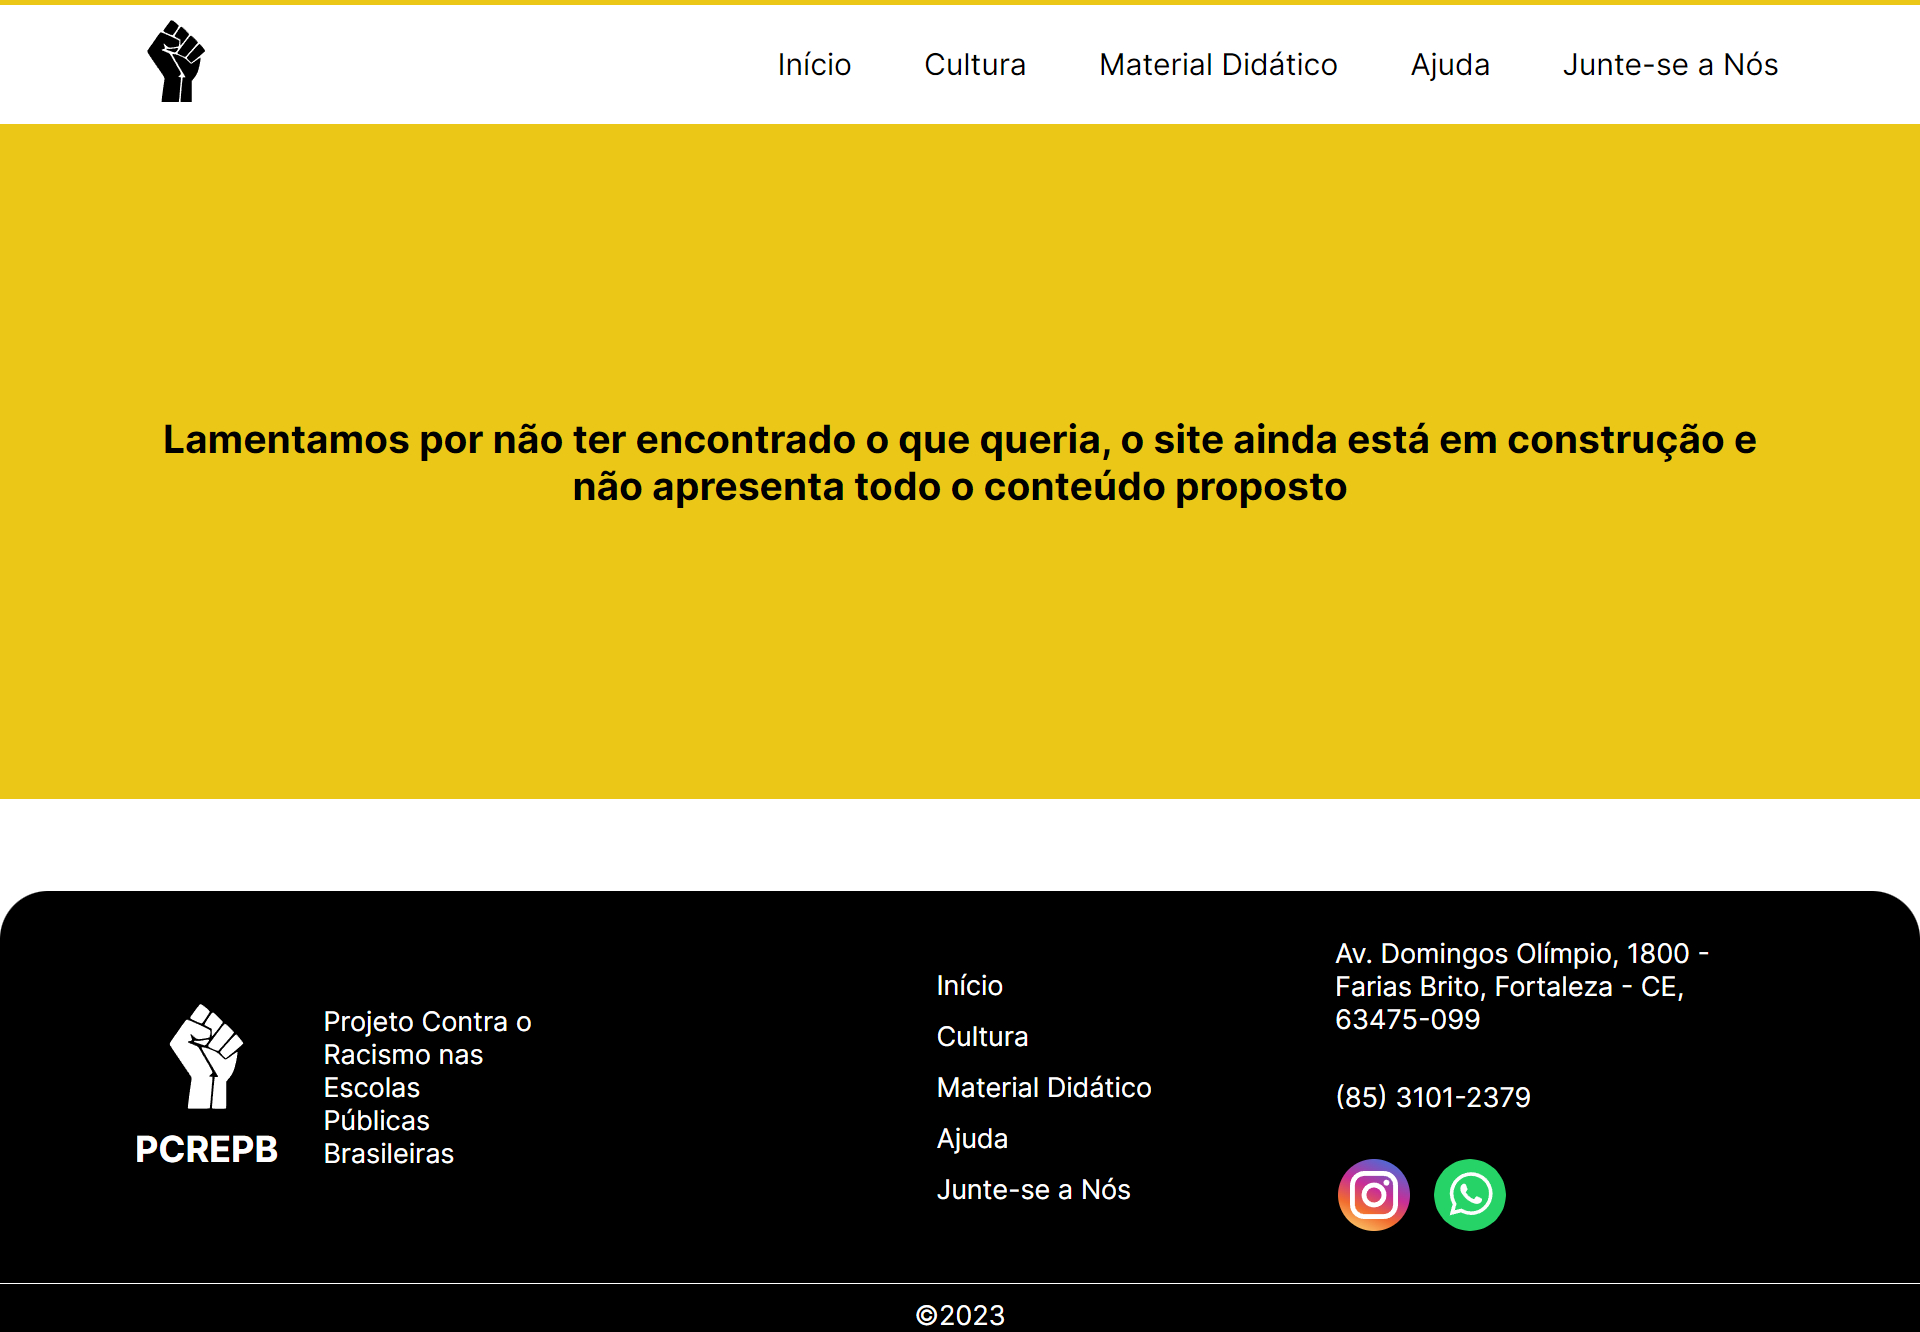 Início
Cultura
Material Didático
Ajuda
Junte-se a Nós
Lamentamos por não ter encontrado o que queria, o site ainda está em construção e
não apresenta todo o conteúdo proposto
PCREPB
Projeto Contra o
Racismo nas
Escolas
Públicas
Brasileiras
Início
Cultura
Material Didático
Ajuda
Junte-se a Nós
Av. Domingos Olímpio, 1800 -
Farias Brito, Fortaleza - CE,
63475-099
(85) 3101-2379
©2023